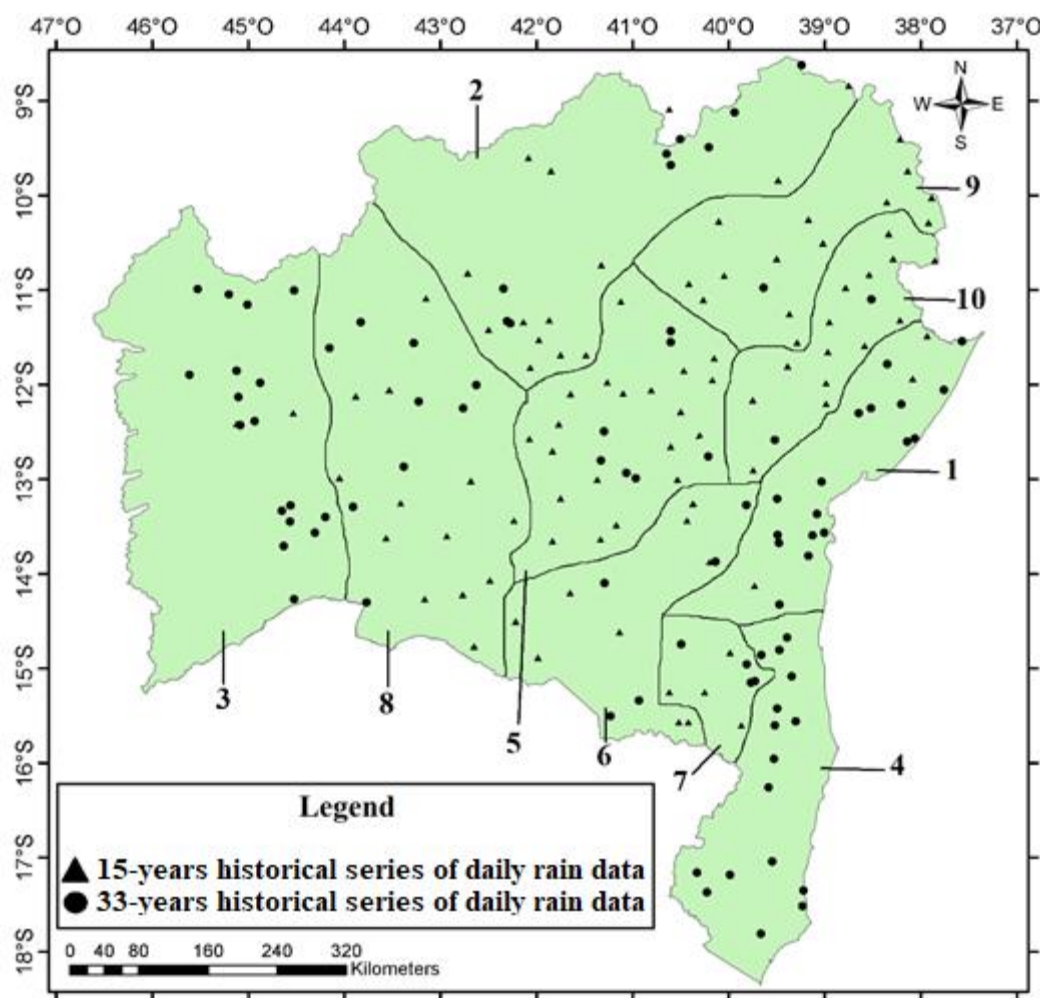 47°O 46°O 45°O 44°O 43°O 42°O 41°O 40°O 39°O 38°O 37°O
9°S
10°S
11°S
12°S
13°S
14°S
15°S
16°S
17°S
18°S
N
W E
S
2
9
10
1
3
8
5
6
7
4
Legend
15-years historical series of daily rain data
33-years historical series of daily rain data
0 40 80 160 240 320
Kilometers